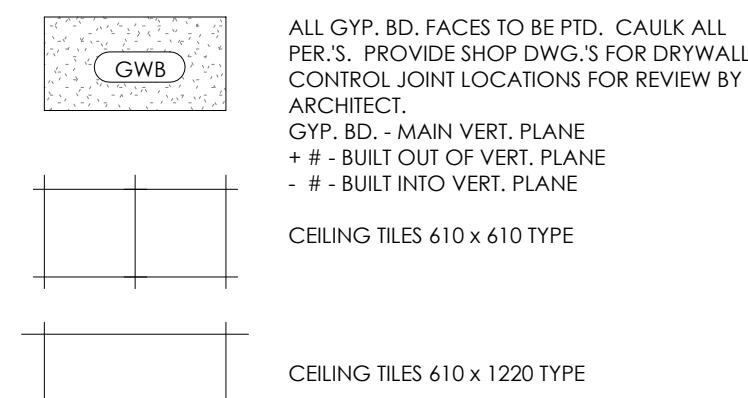 GWB
ALL GYP. BD. FACES TO BE PTD. CAULK ALL
PER.'S. PROVIDE SHOP DWG.'S FOR DRYWALL
CONTROL JOINT LOCATIONS FOR REVIEW BY
ARCHITECT.
GYP. BD. - MAIN VERT. PLANE
+ # - BUILT OUT OF VERT. PLANE
- # - BUILT INTO VERT. PLANE
CEILING TILES 610 x 610 TYPE
CEILING TILES 610 x 1220 TYPE